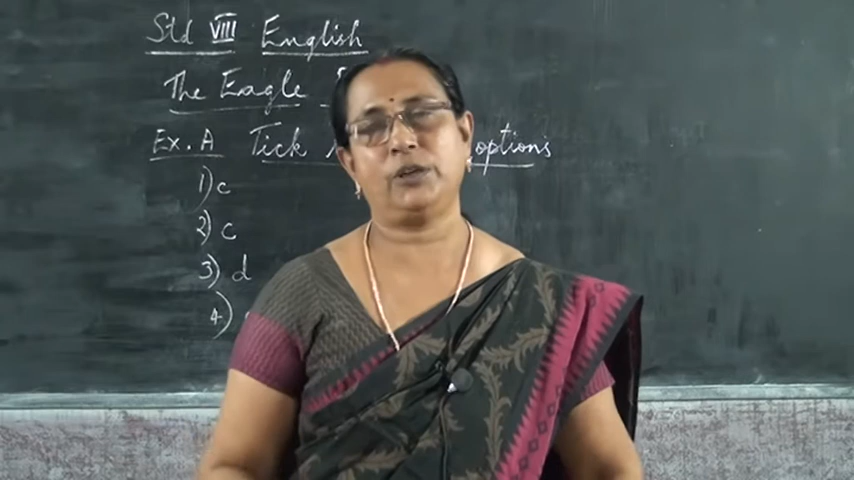 Std VIII English
The Eagle
Ex. A Tick options
1) c
2) c
3) d
4)